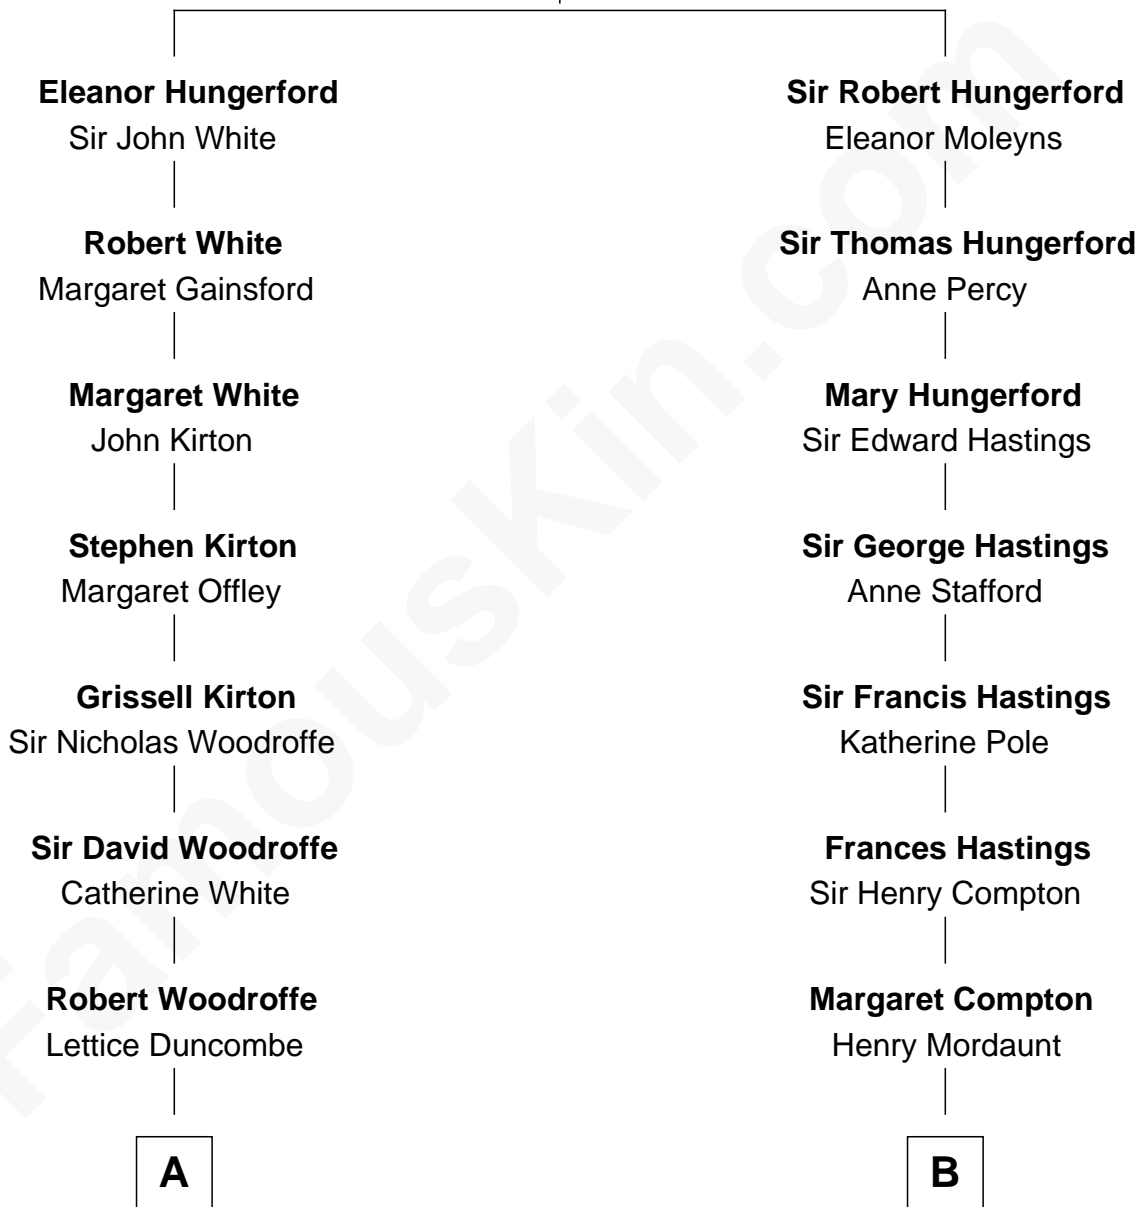 Eleanor Hungerford
Sir John White
Robert White
Margaret Gainsford
Margaret White
John Kirton
Stephen Kirton
Margaret Offley
Grissell Kirton
Sir Nicholas Woodroffe
Sir David Woodroffe
Catherine White
Robert Woodroffe
Lettice Duncombe
A
Sir Robert Hungerford
Eleanor Moleyns
Sir Thomas Hungerford
Anne Percy
Mary Hungerford
Sir Edward Hastings
Sir George Hastings
Anne Stafford
Sir Francis Hastings
Katherine Pole
Frances Hastings
Sir Henry Compton
Margaret Compton
Henry Mordaunt
B
FamousKin.com